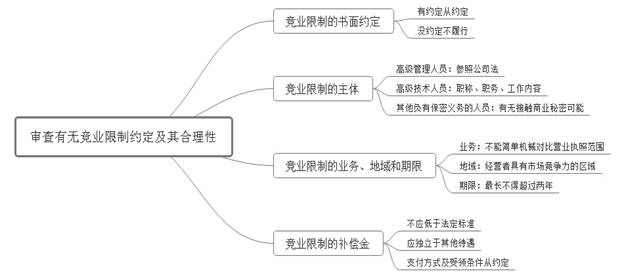 审查有无竞业限制约定及其合理性
竞业限制的书面约定
有约定从约定
没约定不履行
竞业限制的主体
高级管理人员：参照公司法
高级技术人员：职称、职务、工作内容
其他负有保密义务的人员：有无接触商业秘密可能
竞业限制的业务、地域和期限
业务：不能简单机械对比营业执照范围
地域：经营者具有市场竞争力的区域
期限：最长不得超过两年
竞业限制的补偿金
不应低于法定标准
应独立于其他待遇
支付方式及受领条件从约定